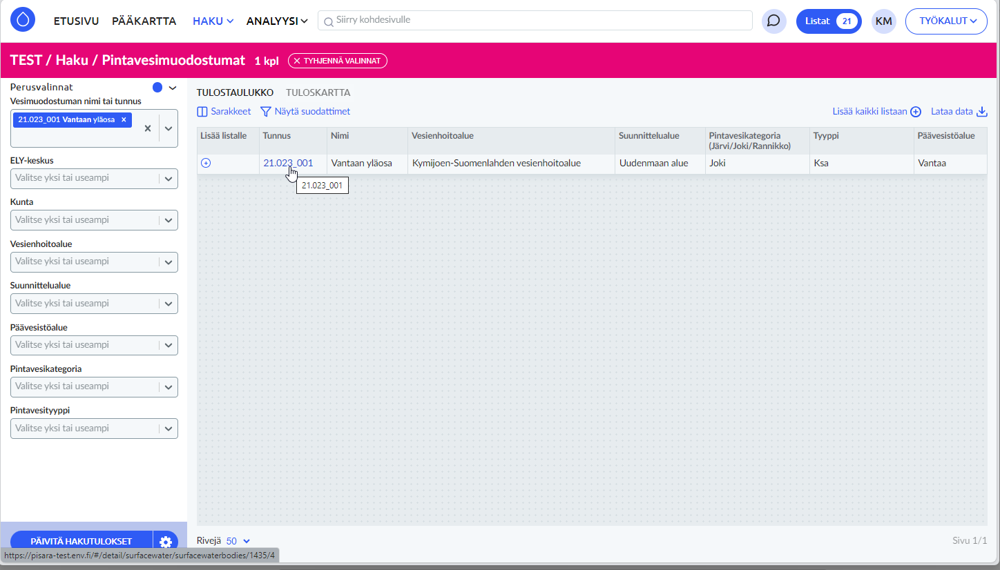 ETUSIVU PÄÄKARTTA HAKU ANALYYSI Siirry kohdesivulle Listat 21 KM TYÖKALUT
TEST / Haku / Pintavesimuodostumat 1 kpl TYHJENNÄ VALINNAT
Perusvalinnat
Vesimuodostuman nimi tai tunnus
21.023_001 Vantaan yläosa ×
ELY-keskus
Valitse yksi tai useampi
Kunta
Valitse yksi tai useampi
Vesienhoitoalue
Valitse yksi tai useampi
Suunnittelualue
Valitse yksi tai useampi
Päävesistöalue
Valitse yksi tai useampi
Pintavesikategoria
Valitse yksi tai useampi
Pintavesityyppi
Valitse yksi tai useampi
PÄIVITÄ HAKUTULOKSET
TULOSTAULUKKO TULOSKARTTA
Sarakkeet Näytä suodattimet Lisää kaikki listaan Lataa data
Lisää listalle Tunnus Nimi Vesienhoitoalue Suunnittelualue Pintavesikategoria Tyyppi Päävesistöalue
(Järvi/Joki/Rannikko)
21.023_001 Vantaan yläosa Kymijoen-Suomenlahden vesienhoitoalue Uudenmaan alue Joki Ksa Vantaa
21.023_001
Rivejä 50 Sivu 1/1
https://pisara-test.env.fi/#/detail/surfacewater/surfacewaterbodies/1435/4